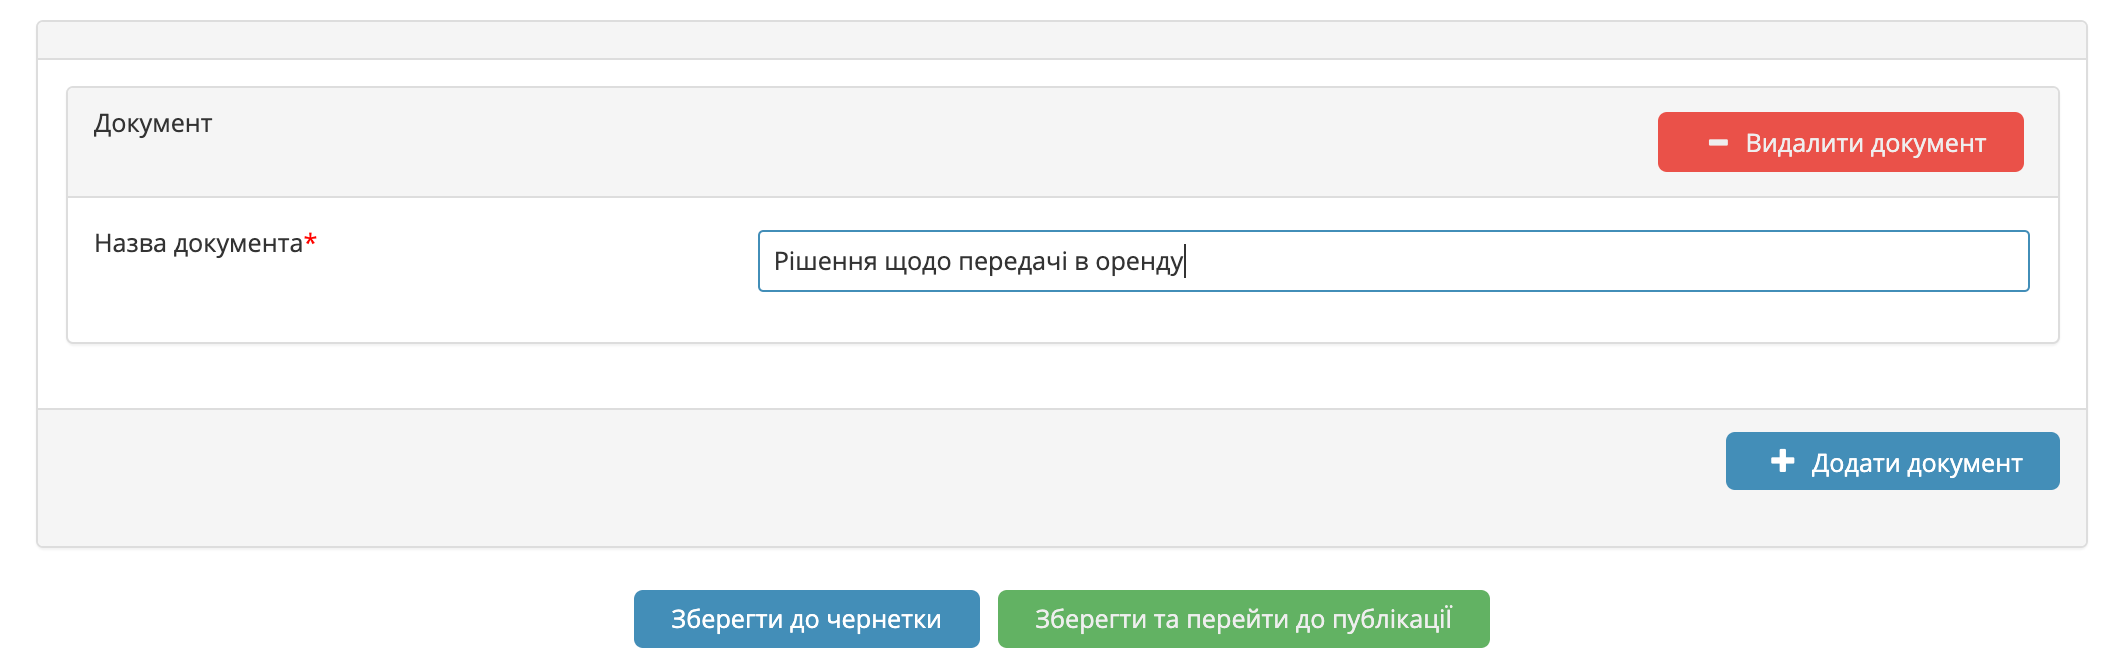 Документ
Видалити документ
Назва документа*
Рішення щодо передачі в оренду
Додати документ
Зберегти до чернетки
Зберегти та перейти до публікаціЇ